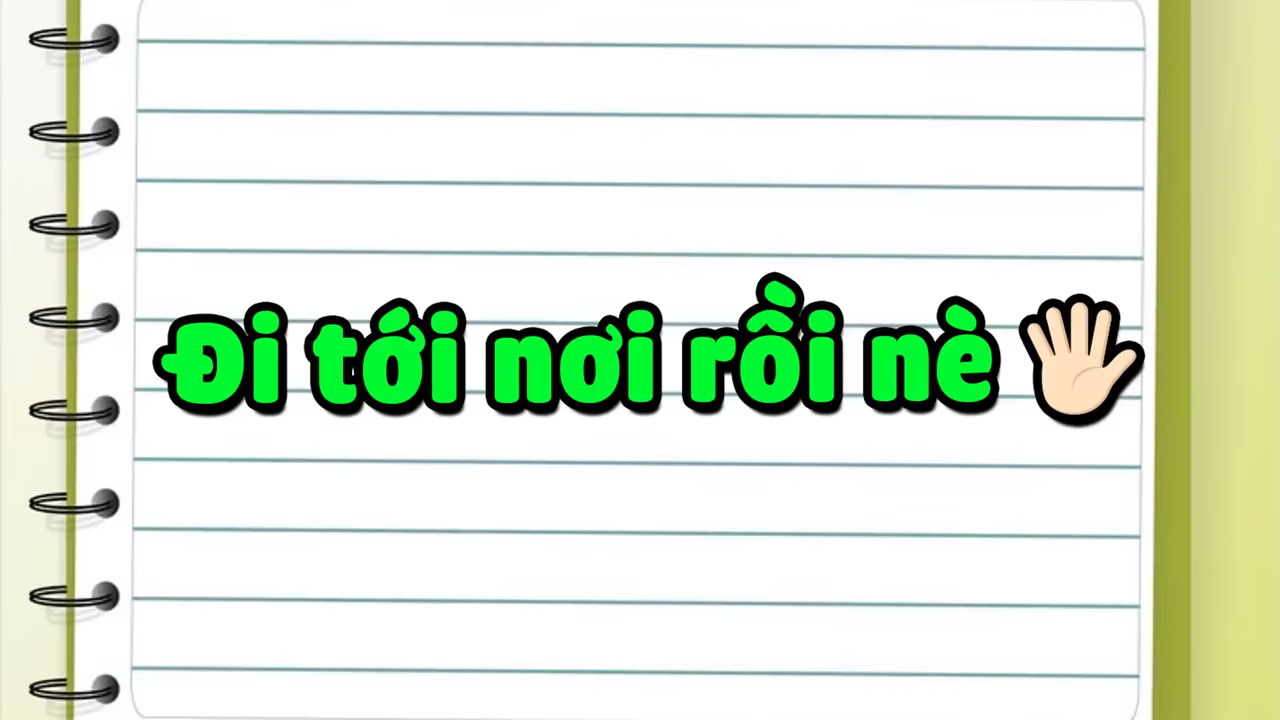 Đi tới nơi rồi nè 🖐🏻